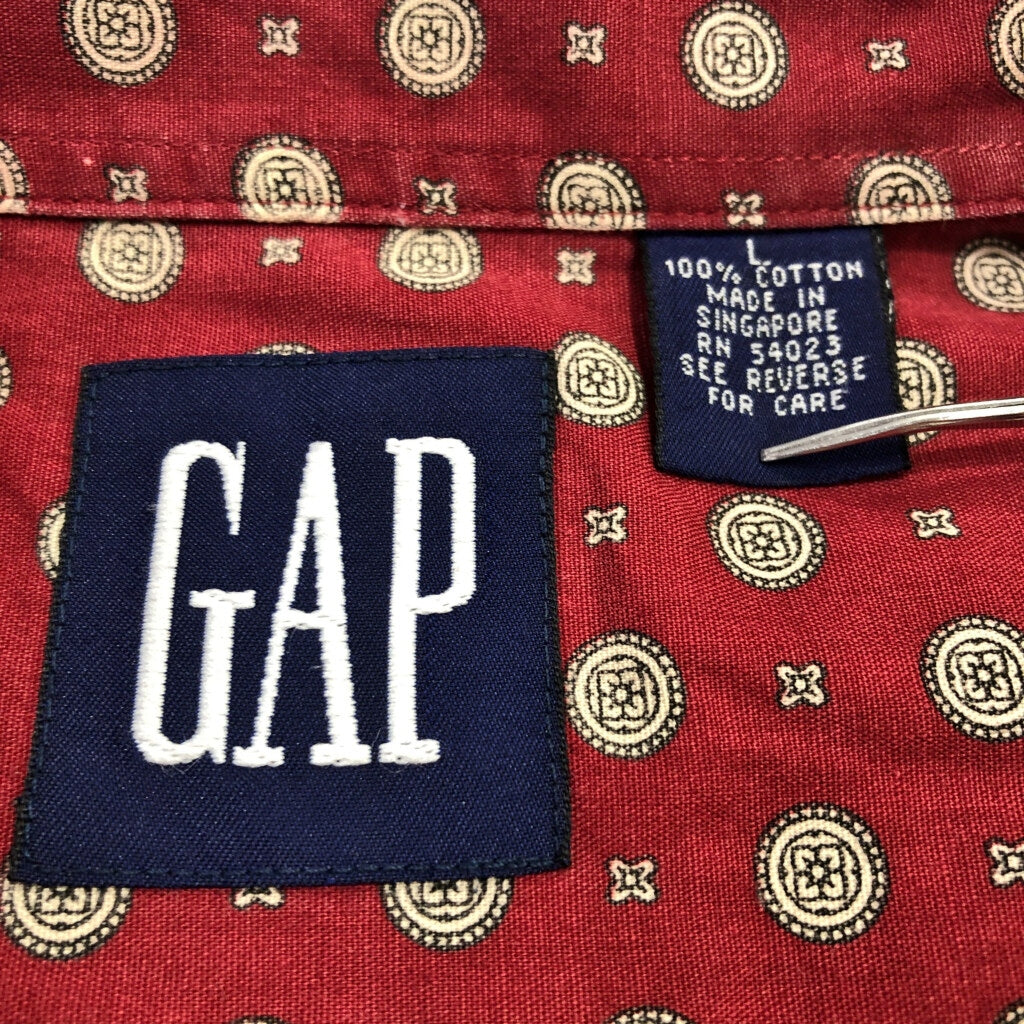 GAP
L
100% COTTON
MADE IN
SINGAPORE
RN 54023
SEE REVERSE
FOR CARE